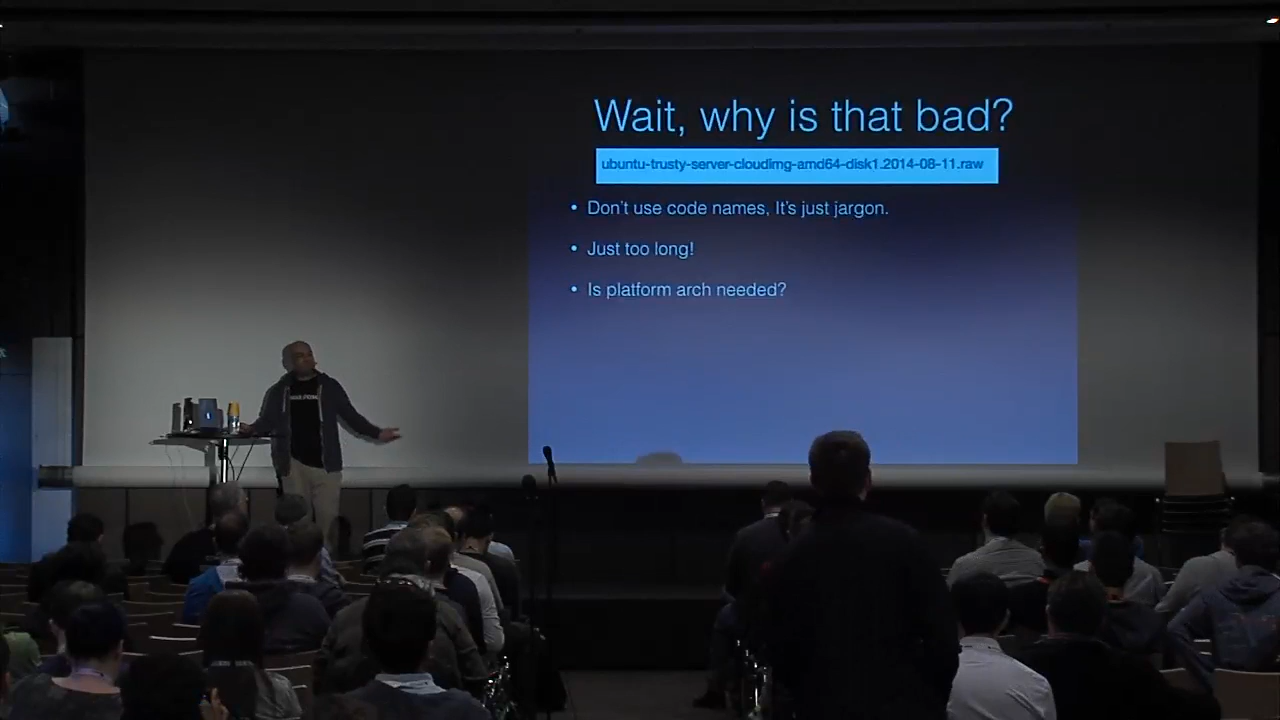 Wait, why is that bad?
ubuntu-trusty-server-cloudimg-amd64-disk1.2014-08-11.raw
• Don't use code names, It's just jargon.
• Just too long!
• Is platform arch needed?